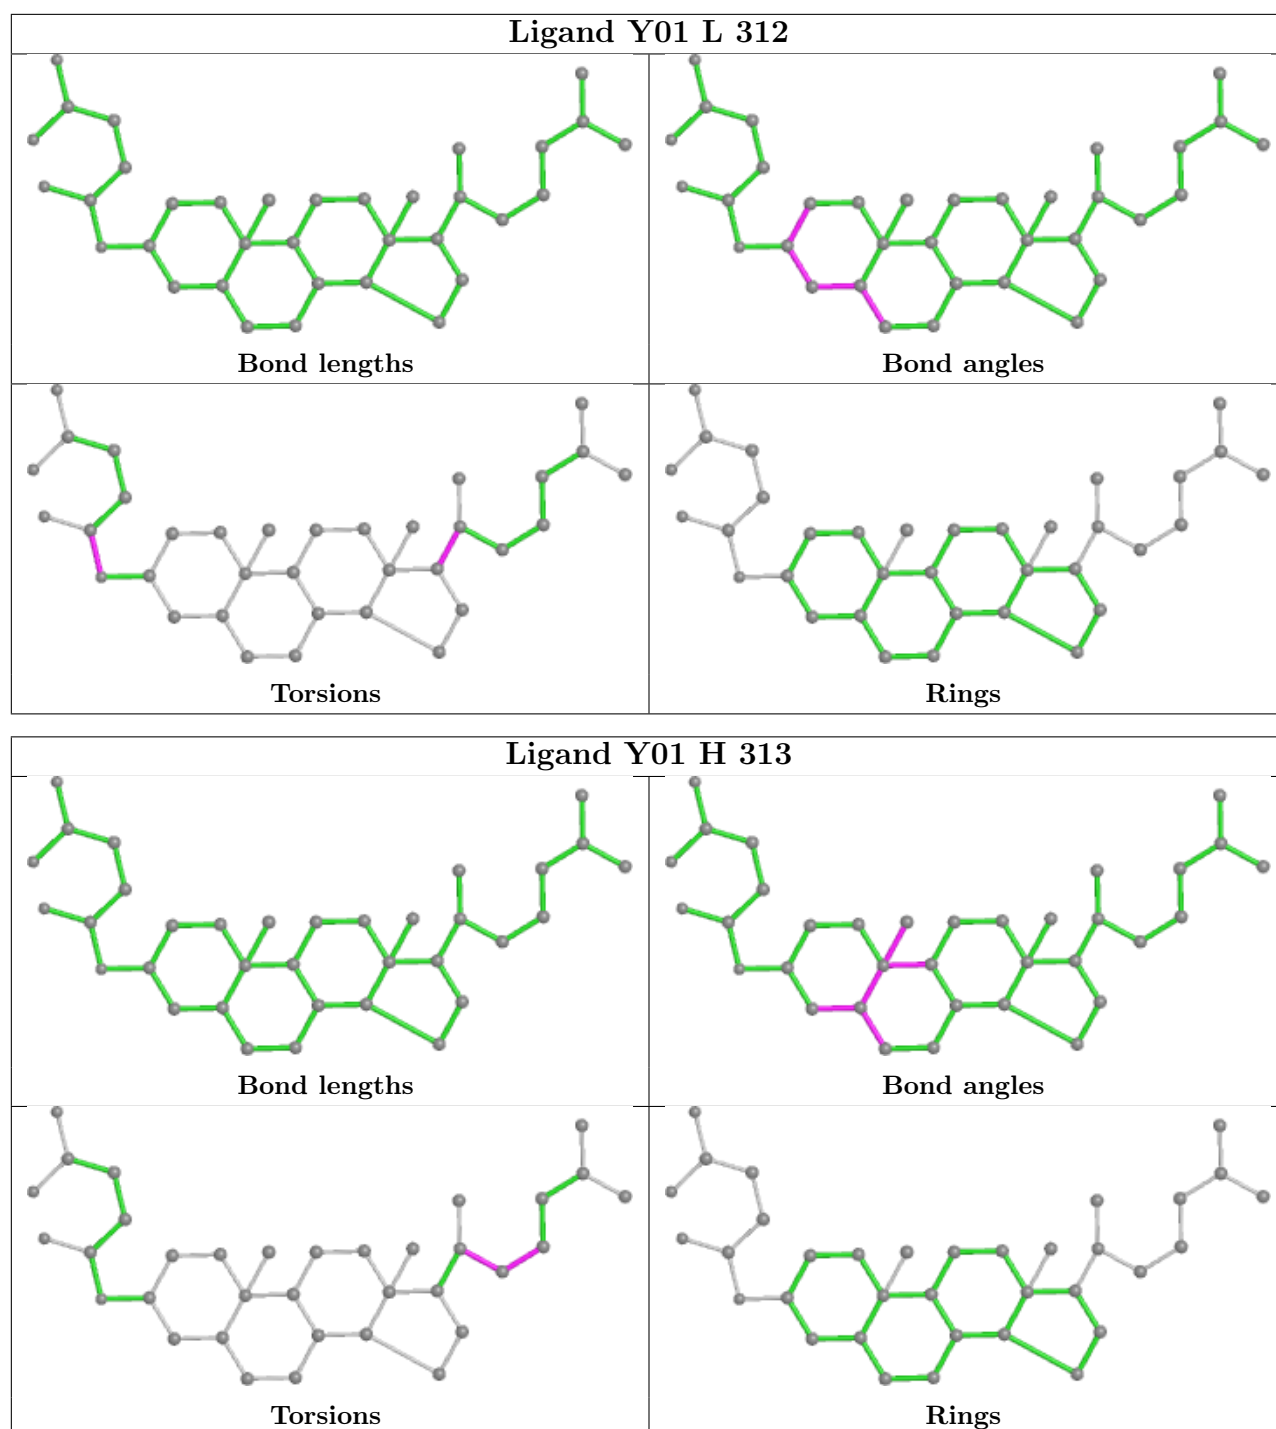 Ligand Y01 L 312
Bond lengths
Bond angles
Torsions
Rings
Ligand Y01 H 313
Bond lengths
Bond angles
Torsions
Rings